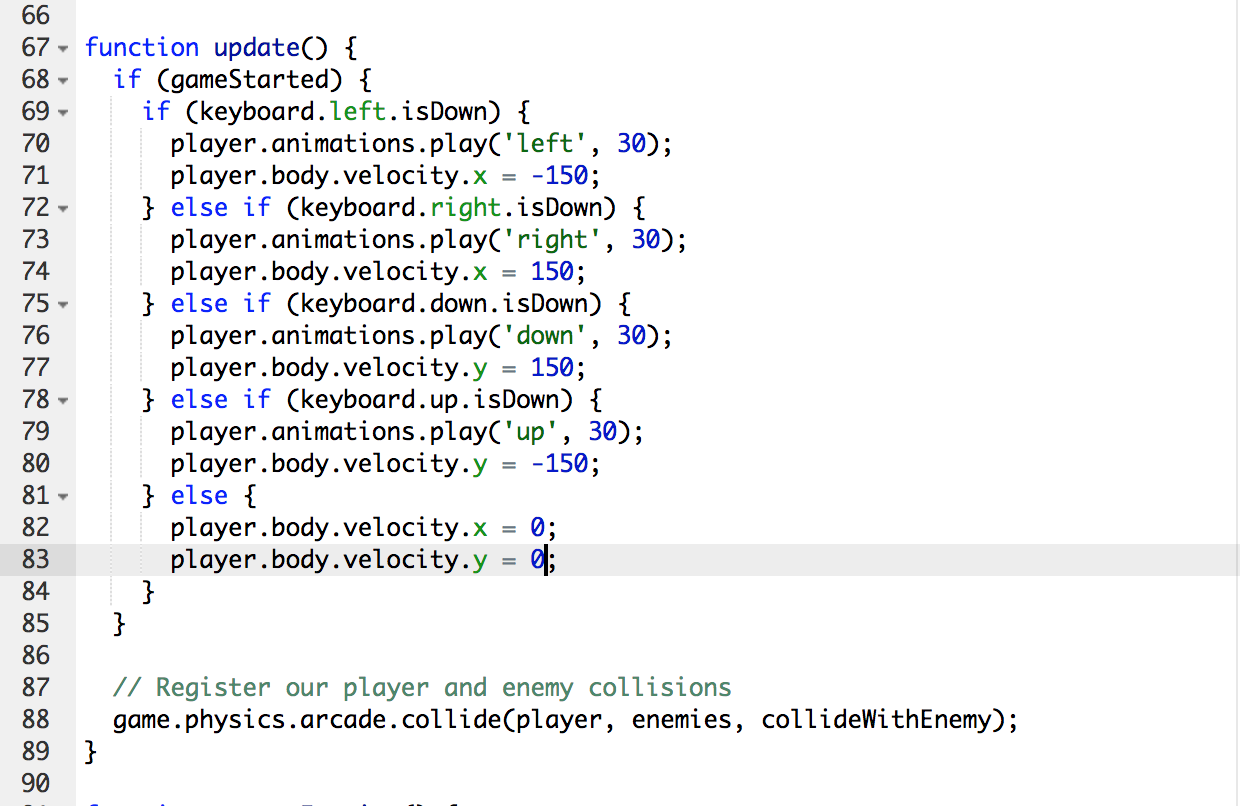 66
67 function update() {
68 if (gameStarted) {
69 if (keyboard.left.isDown) {
70 player.animations.play('left', 30);
71 player.body.velocity.x = -150;
72 } else if (keyboard.right.isDown) {
73 player.animations.play('right', 30);
74 player.body.velocity.x = 150;
75 } else if (keyboard.down.isDown) {
76 player.animations.play('down', 30);
77 player.body.velocity.y = 150;
78 } else if (keyboard.up.isDown) {
79 player.animations.play('up', 30);
80 player.body.velocity.y = -150;
81 } else {
82 player.body.velocity.x = 0;
83 player.body.velocity.y = 0;
84 }
85 }
86
87 // Register our player and enemy collisions
88 game.physics.arcade.collide(player, enemies, collideWithEnemy);
89 }
90